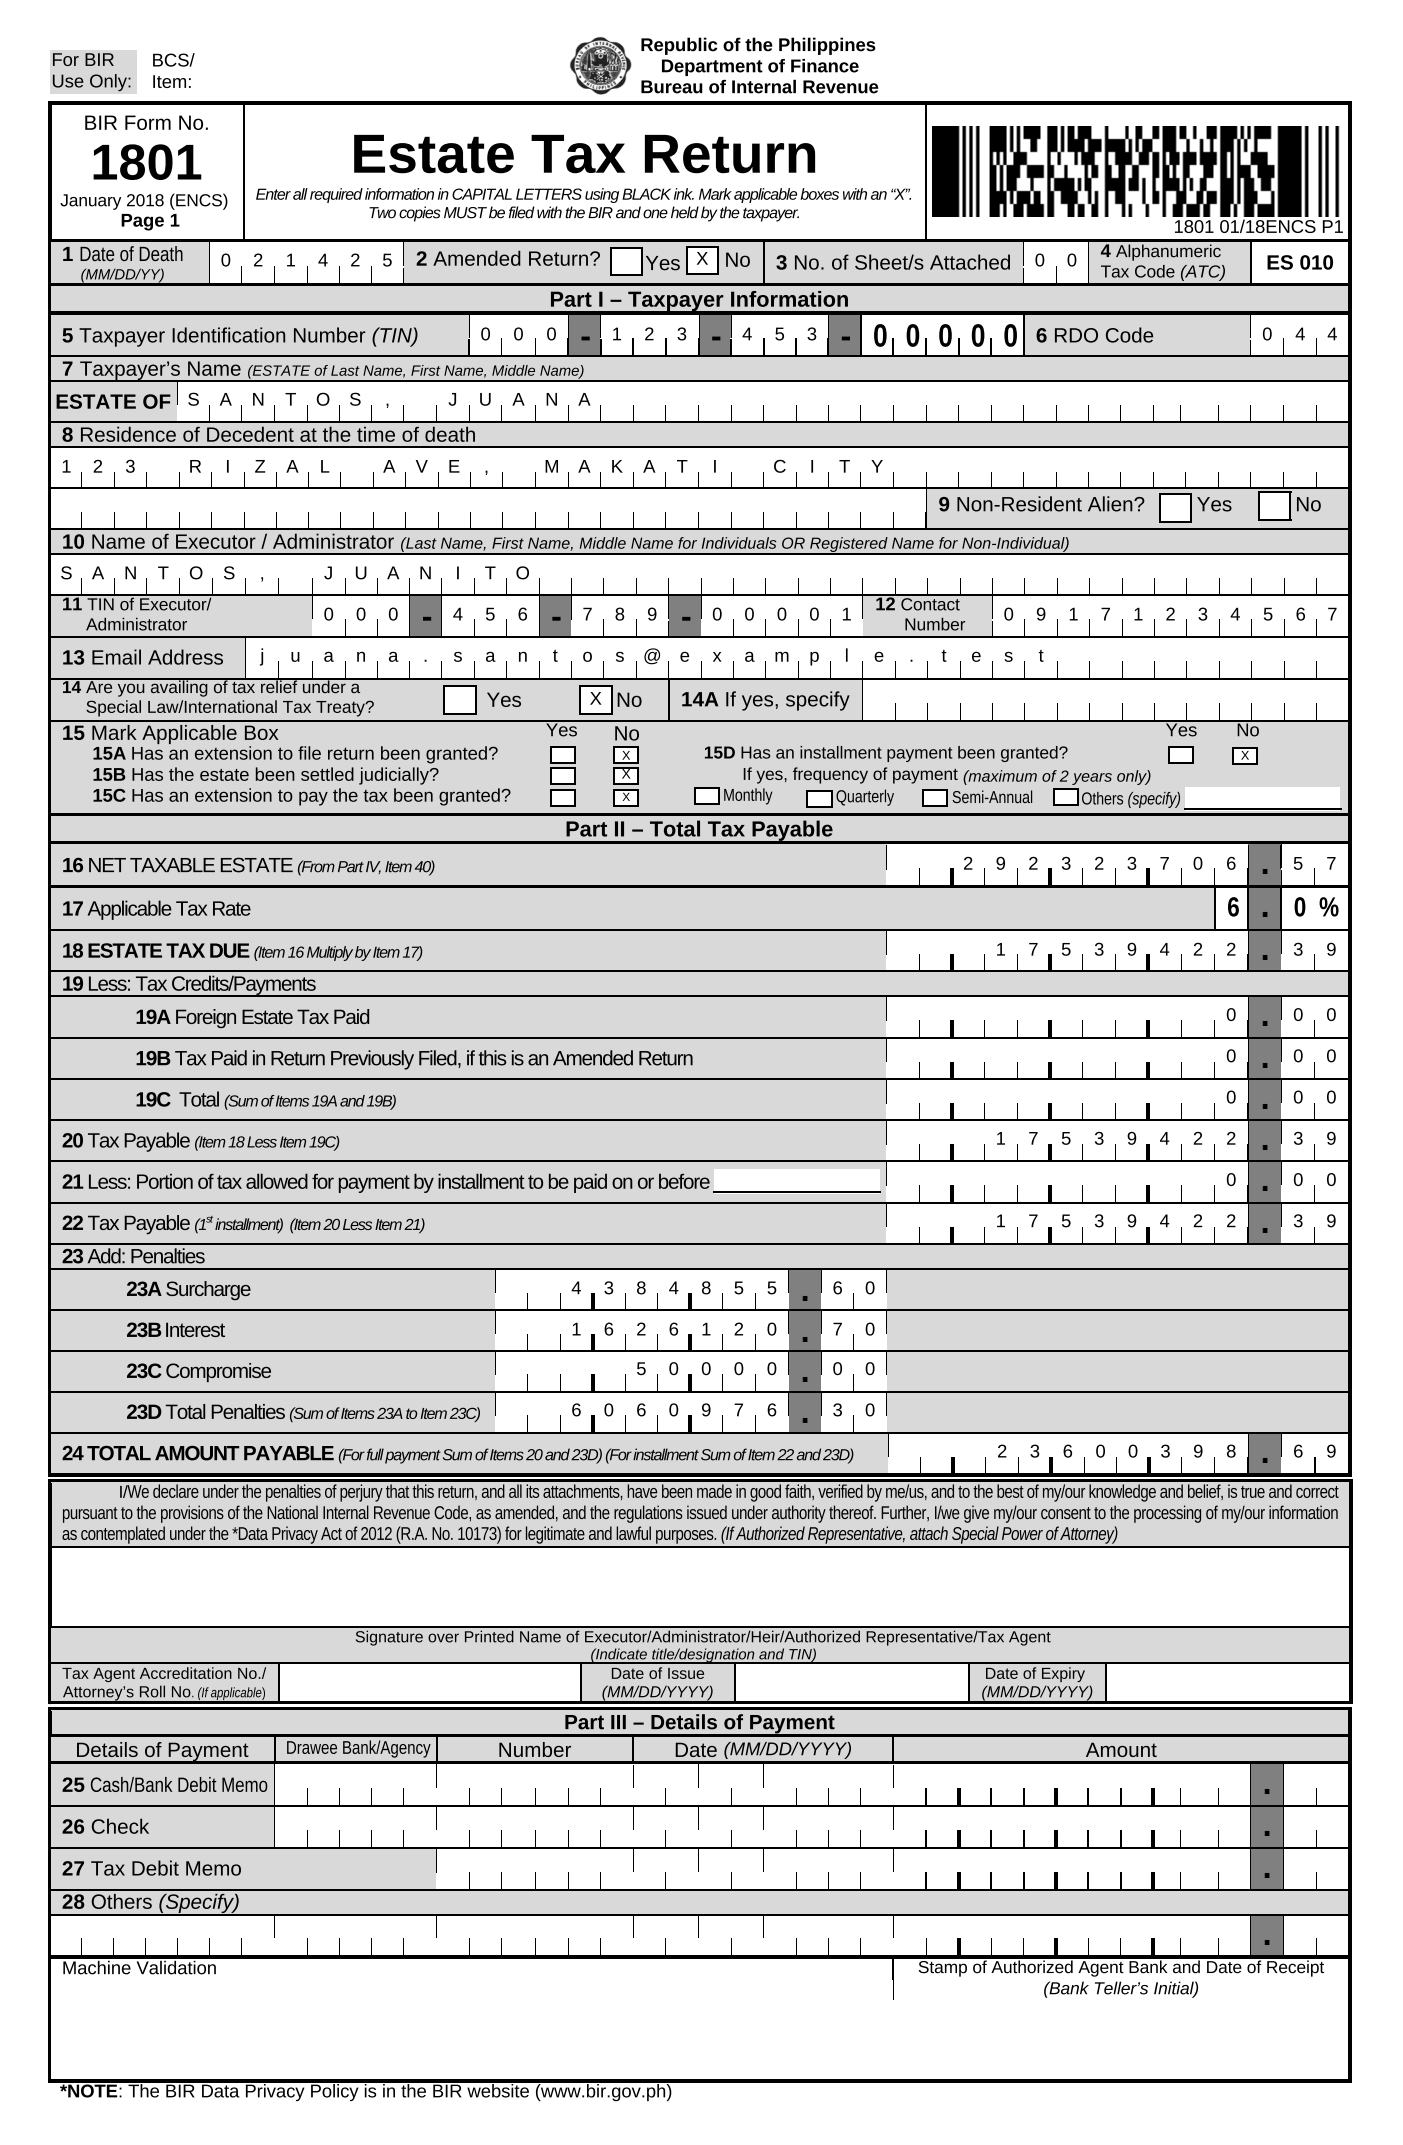 For BIR BCS/
Use Only: Item:
Republic of the Philippines
Department of Finance
Bureau of Internal Revenue
BIR Form No.
1801
January 2018 (ENCS)
Page 1
Estate Tax Return
Enter all required information in CAPITAL LETTERS using BLACK ink. Mark applicable boxes with an “X”.
Two copies MUST be filed with the BIR and one held by the taxpayer.
1801 01/18ENCS P1
1 Date of Death (MM/DD/YY) 0 2 1 4 2 5 2 Amended Return? Yes X No 3 No. of Sheet/s Attached 0 0 4 Alphanumeric Tax Code (ATC) ES 010
Part I – Taxpayer Information
5 Taxpayer Identification Number (TIN) 0 0 0 - 1 2 3 - 4 5 3 - 0 0 0 0 0 6 RDO Code 0 4 4
7 Taxpayer’s Name (ESTATE of Last Name, First Name, Middle Name)
ESTATE OF S A N T O S , J U A N A
8 Residence of Decedent at the time of death
1 2 3 R I Z A L A V E , M A K A T I C I T Y
9 Non-Resident Alien? Yes No
10 Name of Executor / Administrator (Last Name, First Name, Middle Name for Individuals OR Registered Name for Non-Individual)
S A N T O S , J U A N I T O
11 TIN of Executor/ Administrator 0 0 0 - 4 5 6 - 7 8 9 - 0 0 0 0 1 12 Contact Number 0 9 1 7 1 2 3 4 5 6 7
13 Email Address j u a n a . s a n t o s @ e x a m p l e . t e s t
14 Are you availing of tax relief under a Special Law/International Tax Treaty? Yes X No 14A If yes, specify
15 Mark Applicable Box Yes No Yes No
15A Has an extension to file return been granted? X 15D Has an installment payment been granted? X
15B Has the estate been settled judicially? X If yes, frequency of payment (maximum of 2 years only)
15C Has an extension to pay the tax been granted? X Monthly Quarterly Semi-Annual Others (specify)
Part II – Total Tax Payable
16 NET TAXABLE ESTATE (From Part IV, Item 40) 2 9 2 3 2 3 7 0 6 . 5 7
17 Applicable Tax Rate 6 . 0 %
18 ESTATE TAX DUE (Item 16 Multiply by Item 17) 1 7 5 3 9 4 2 2 . 3 9
19 Less: Tax Credits/Payments
19A Foreign Estate Tax Paid 0 . 0 0
19B Tax Paid in Return Previously Filed, if this is an Amended Return 0 . 0 0
19C Total (Sum of Items 19A and 19B) 0 . 0 0
20 Tax Payable (Item 18 Less Item 19C) 1 7 5 3 9 4 2 2 . 3 9
21 Less: Portion of tax allowed for payment by installment to be paid on or before 0 . 0 0
22 Tax Payable (1st installment) (Item 20 Less Item 21) 1 7 5 3 9 4 2 2 . 3 9
23 Add: Penalties
23A Surcharge 4 3 8 4 8 5 5 . 6 0
23B Interest 1 6 2 6 1 2 0 . 7 0
23C Compromise 5 0 0 0 0 . 0 0
23D Total Penalties (Sum of Items 23A to Item 23C) 6 0 6 0 9 7 6 . 3 0
24 TOTAL AMOUNT PAYABLE (For full payment Sum of Items 20 and 23D) (For installment Sum of Item 22 and 23D) 2 3 6 0 0 3 9 8 . 6 9
I/We declare under the penalties of perjury that this return, and all its attachments, have been made in good faith, verified by me/us, and to the best of my/our knowledge and belief, is true and correct
pursuant to the provisions of the National Internal Revenue Code, as amended, and the regulations issued under authority thereof. Further, I/we give my/our consent to the processing of my/our information
as contemplated under the *Data Privacy Act of 2012 (R.A. No. 10173) for legitimate and lawful purposes. (If Authorized Representative, attach Special Power of Attorney)
Signature over Printed Name of Executor/Administrator/Heir/Authorized Representative/Tax Agent
(Indicate title/designation and TIN)
Tax Agent Accreditation No./ Attorney’s Roll No. (If applicable) Date of Issue (MM/DD/YYYY) Date of Expiry (MM/DD/YYYY)
Part III – Details of Payment
Details of Payment Drawee Bank/Agency Number Date (MM/DD/YYYY) Amount
25 Cash/Bank Debit Memo .
26 Check .
27 Tax Debit Memo .
28 Others (Specify)
.
Machine Validation Stamp of Authorized Agent Bank and Date of Receipt
(Bank Teller’s Initial)
*NOTE: The BIR Data Privacy Policy is in the BIR website (www.bir.gov.ph)